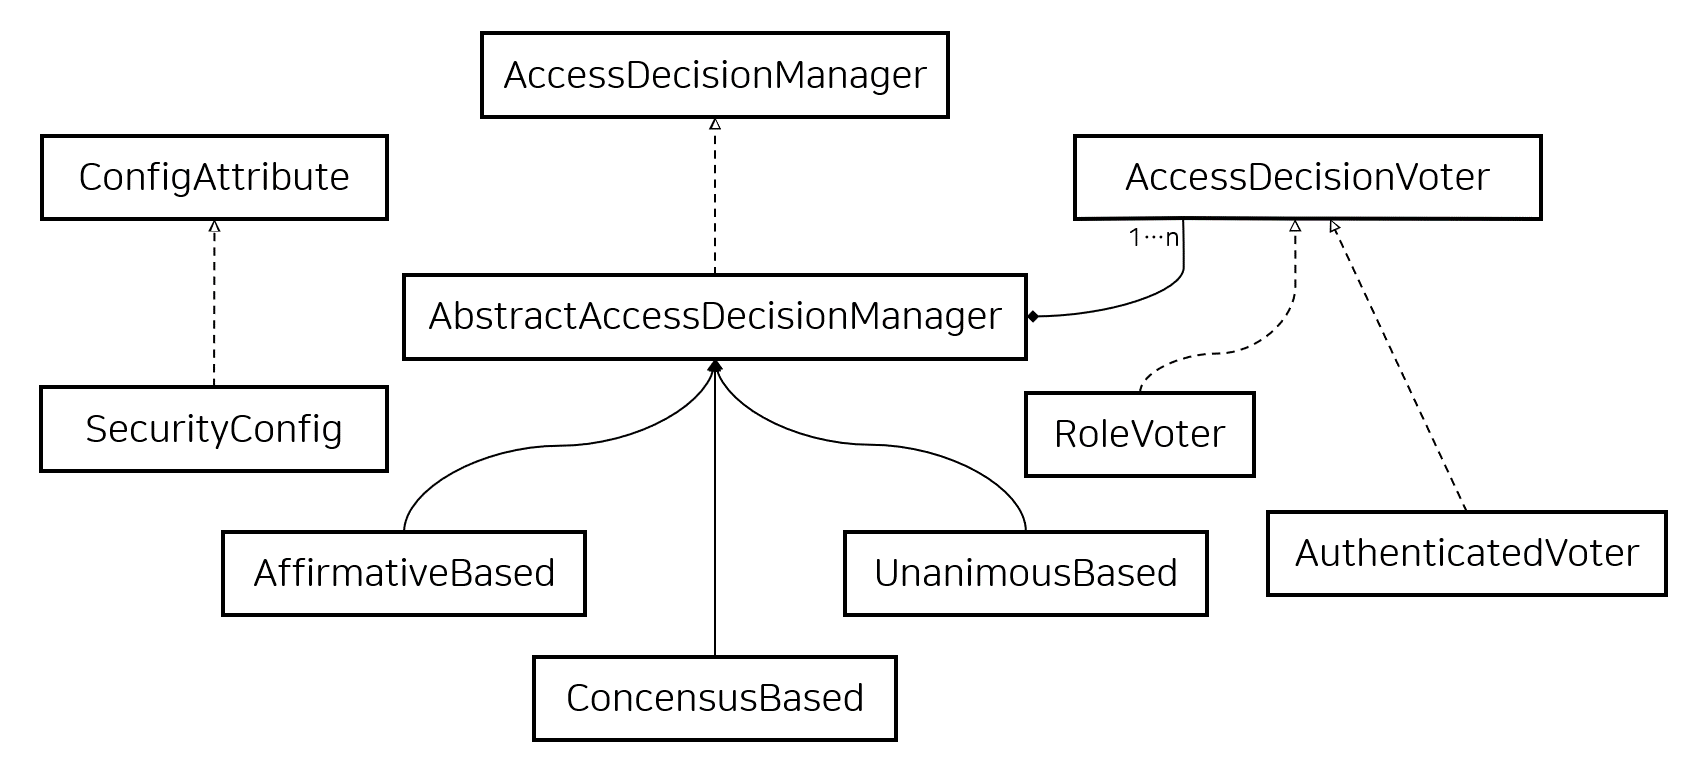 AccessDecisionManager
ConfigAttribute
AccessDecisionVoter
1···n
AbstractAccessDecisionManager
SecurityConfig
RoleVoter
AffirmativeBased
UnanimousBased
AuthenticatedVoter
ConcensusBased